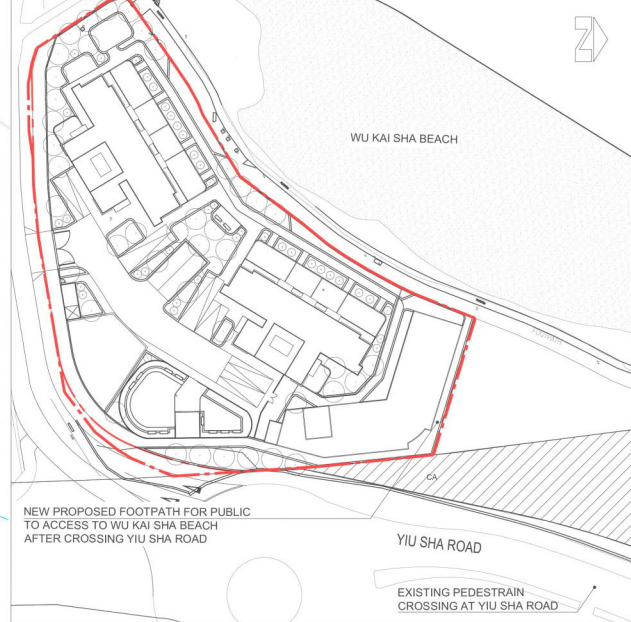 Z
WU KAI SHA BEACH
FOOTPATH
CA
NEW PROPOSED FOOTPATH FOR PUBLIC
TO ACCESS TO WU KAI SHA BEACH
AFTER CROSSING YIU SHA ROAD
YIU SHA ROAD
EXISTING PEDESTRAIN
CROSSING AT YIU SHA ROAD